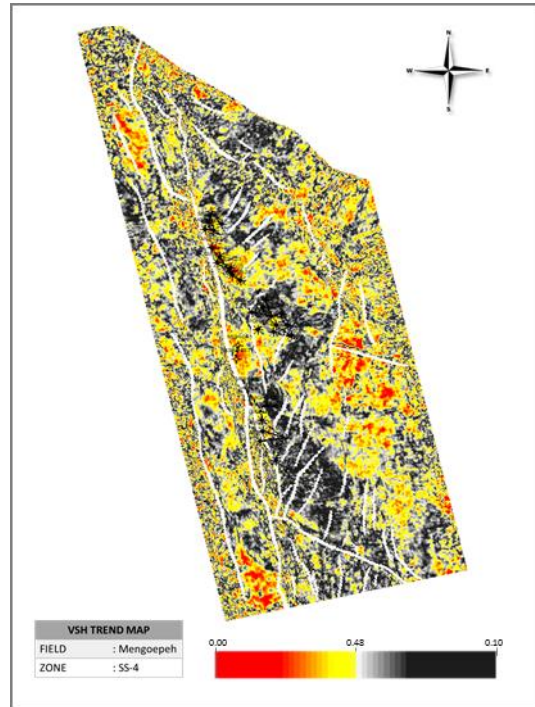 N
W E
S
VSH TREND MAP
FIELD : Mengoepeh
ZONE : SS-4
0.00 0.48 0.10